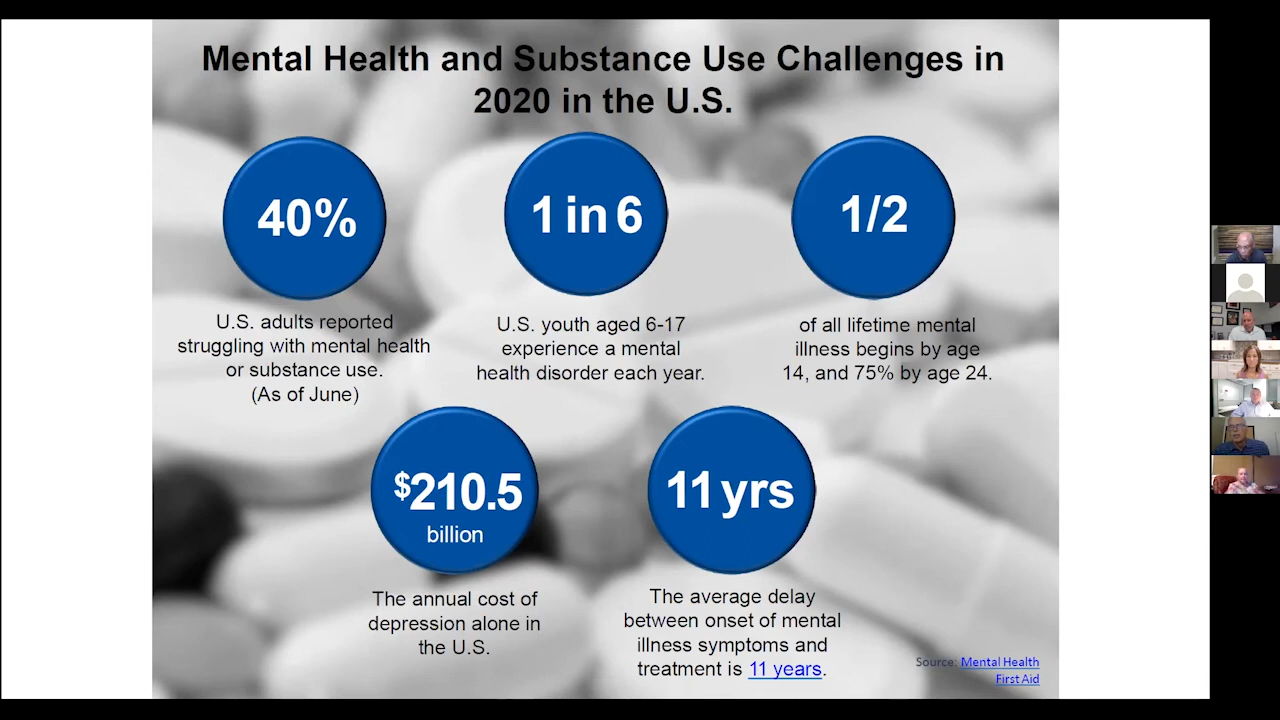 Mental Health and Substance Use Challenges in
2020 in the U.S.
40%
U.S. adults reported
struggling with mental health
or substance use.
(As of June)
1 in 6
U.S. youth aged 6-17
experience a mental
health disorder each year.
1/2
of all lifetime mental
illness begins by age
14, and 75% by age 24.
$210.5
billion
The annual cost of
depression alone in
the U.S.
11 yrs
The average delay
between onset of mental
illness symptoms and
treatment is 11 years.
Source: Mental Health
First Aid